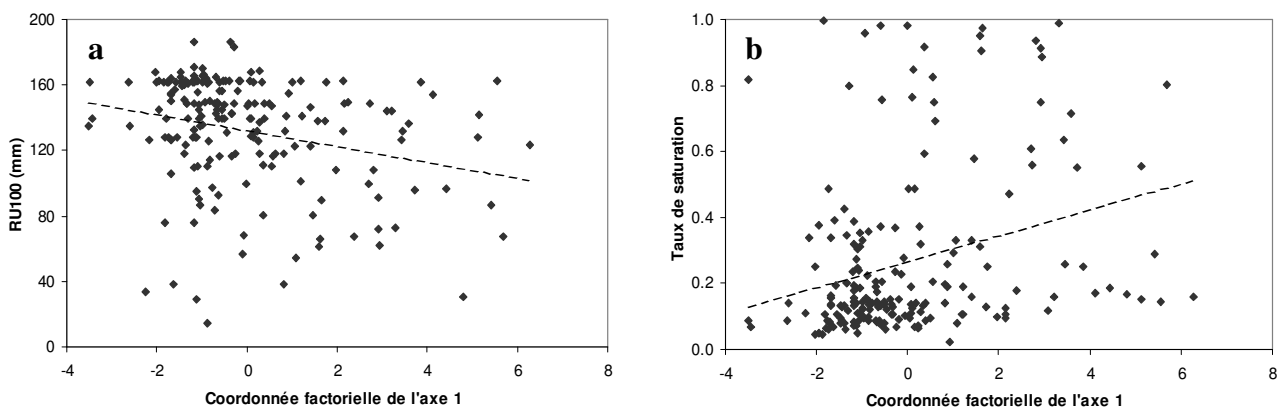 a
RU100 (mm)
200
160
120
80
40
0
-4 -2 0 2 4 6 8
Coordonnée factorielle de l'axe 1
b
Taux de saturation
1.0
0.8
0.6
0.4
0.2
0.0
-4 -2 0 2 4 6 8
Coordonnée factorielle de l'axe 1